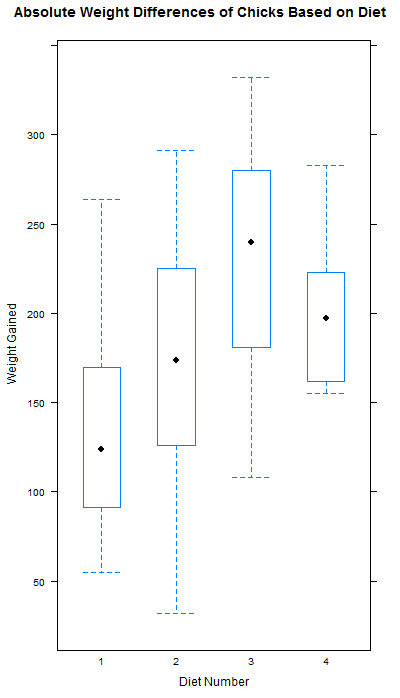 Absolute Weight Differences of Chicks Based on Diet
300
250
200
150
100
50
Weight Gained
1 2 3 4
Diet Number